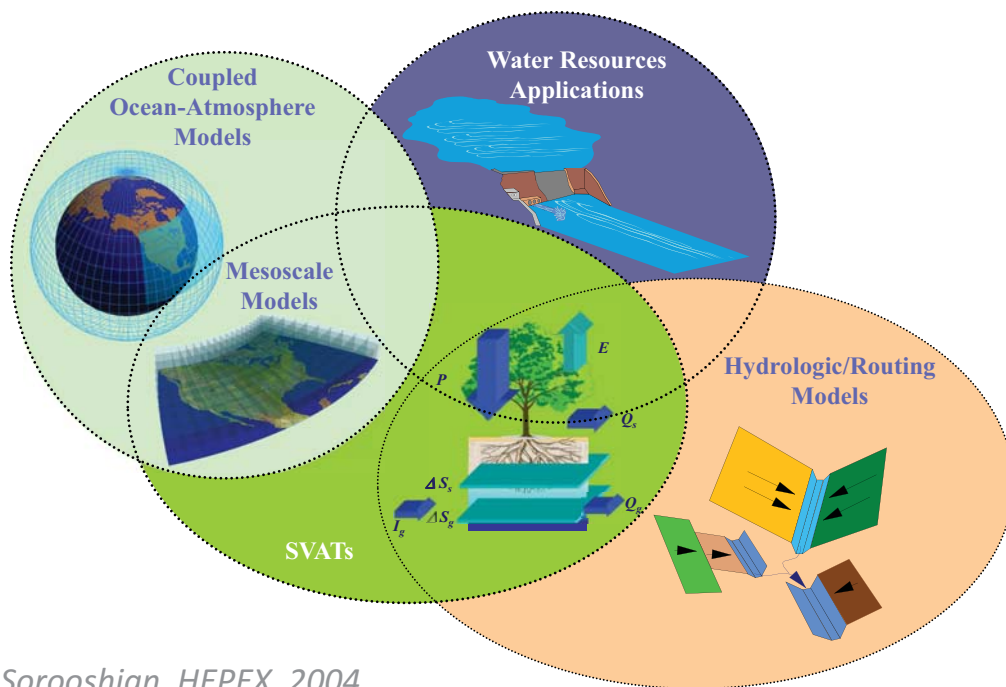 Coupled
Ocean-Atmosphere
Models
Water Resources
Applications
Mesoscale
Models
Hydrologic/Routing
Models
P
E
Qs
ΔSs
Ig
ΔSg
Qg
SVATs
Sorooshian, HEPEX, 2004